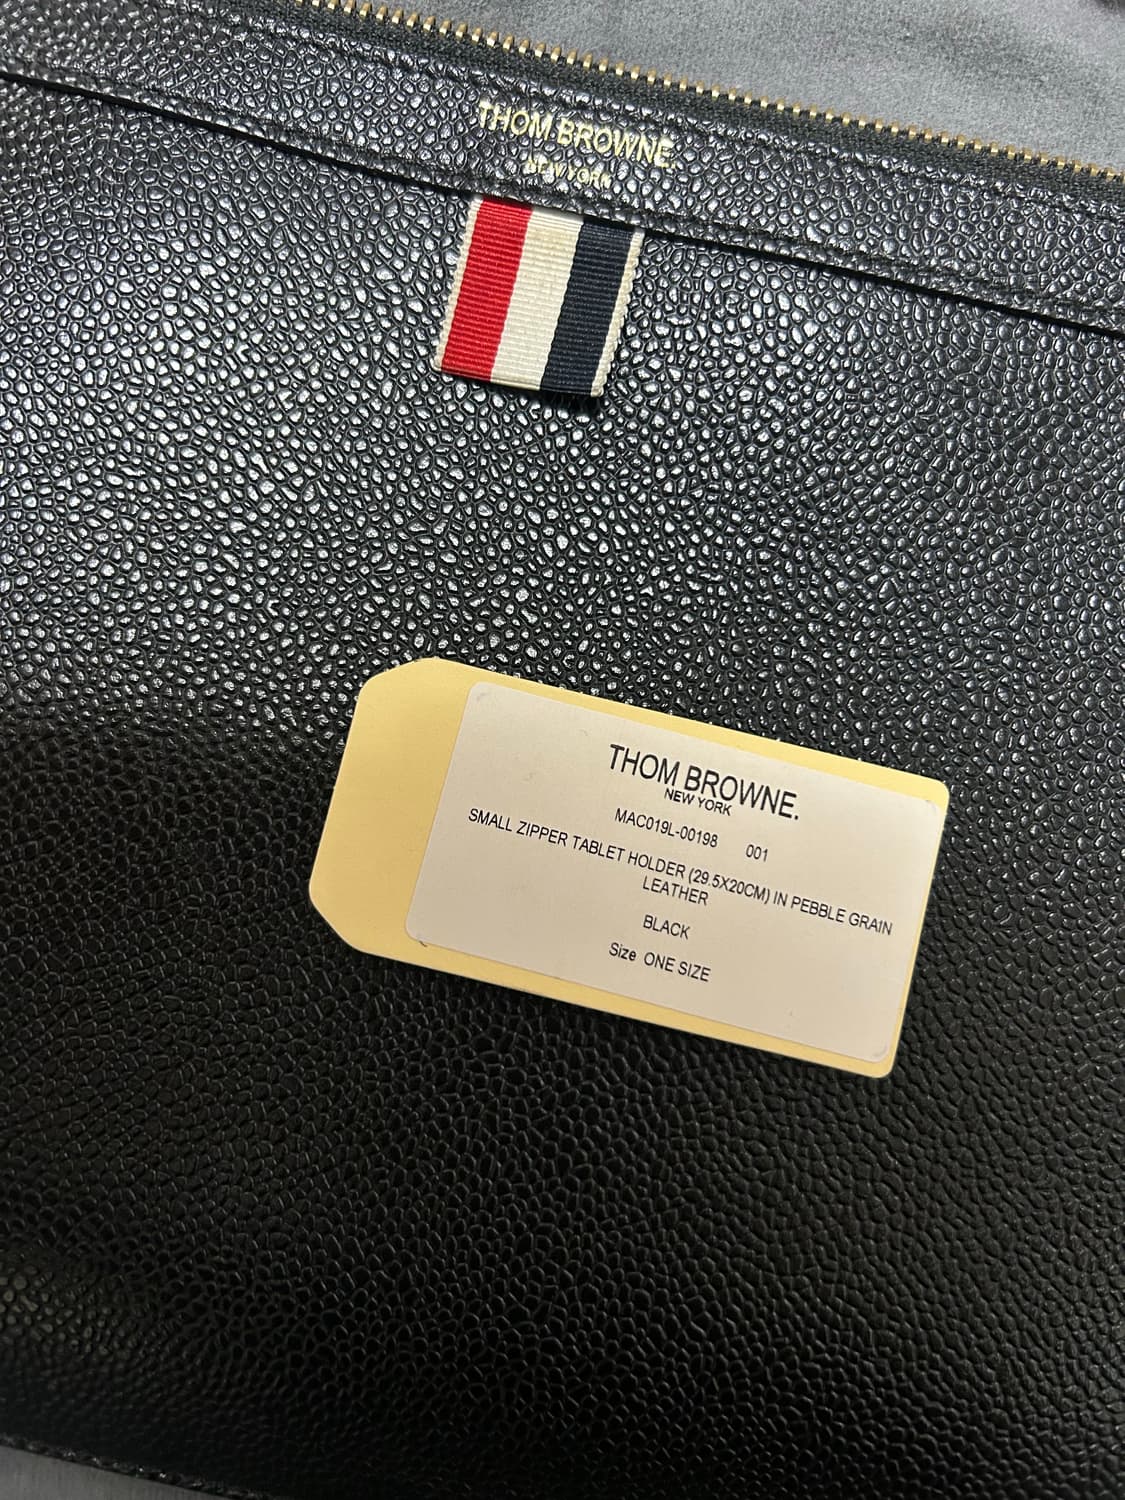 THOM BROWNE.
NEW YORK
THOM BROWNE.
NEW YORK
MAC019L-00198 001
SMALL ZIPPER TABLET HOLDER (29.5X20CM) IN PEBBLE GRAIN
LEATHER
BLACK
Size ONE SIZE